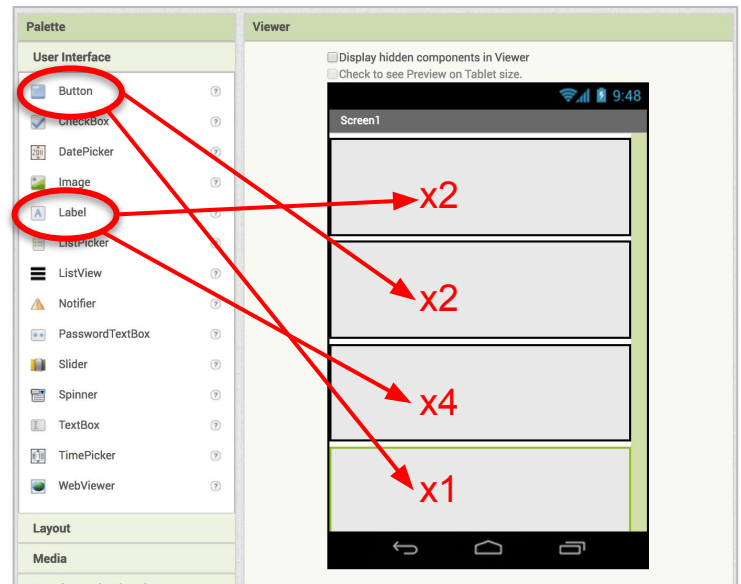 Palette
User Interface
Button
CheckBox
DatePicker
Image
Label
ListPicker
ListView
Notifier
PasswordTextBox
Slider
Spinner
TextBox
TimePicker
WebViewer
Layout
Media
Viewer
Display hidden components in Viewer
Check to see Preview on Tablet size.
9:48
Screen1
x2
x2
x4
x1